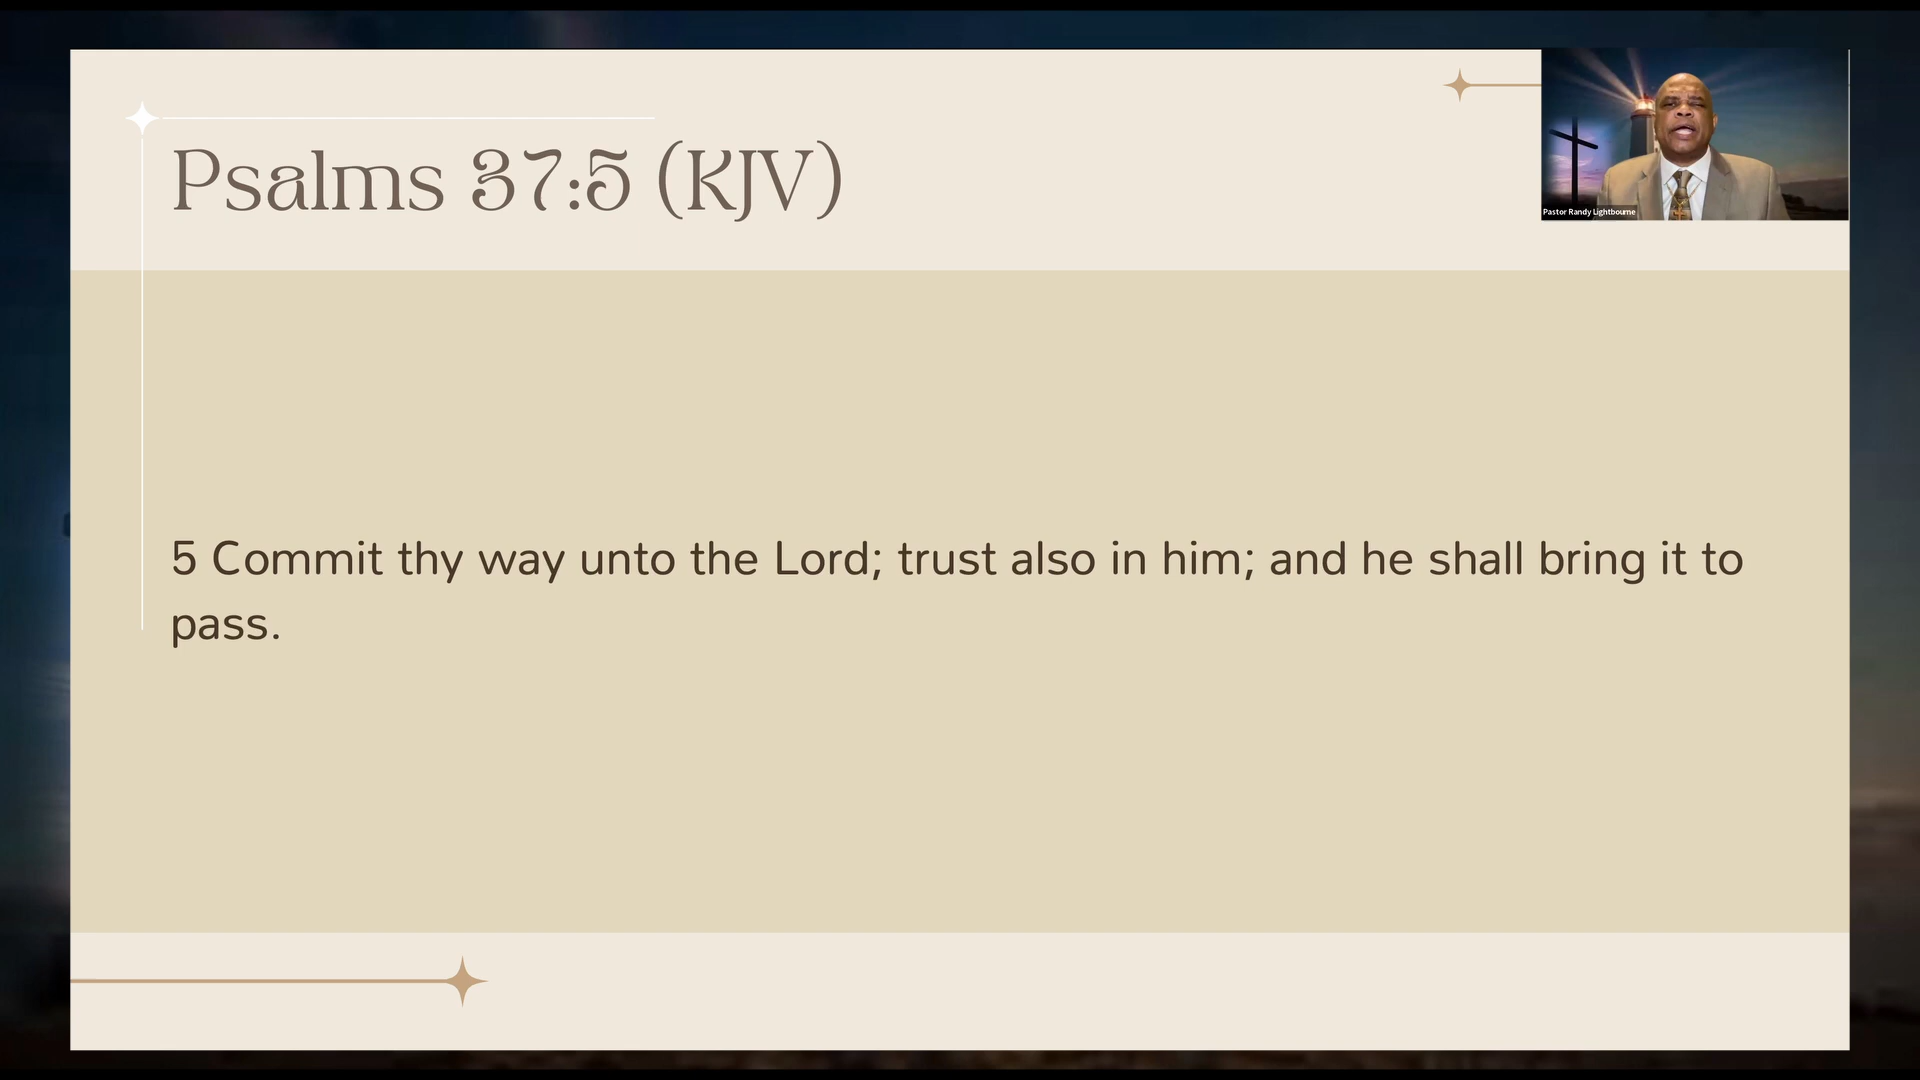 Psalms 37:5 (KJV)
Pastor Randy Lightbourne
5 Commit thy way unto the Lord; trust also in him; and he shall bring it to
pass.